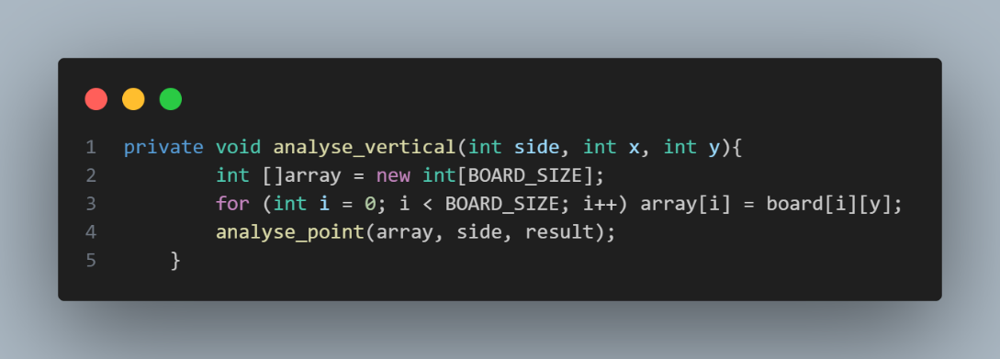 1 private void analyse_vertical(int side, int x, int y){
2 int []array = new int[BOARD_SIZE];
3 for (int i = 0; i < BOARD_SIZE; i++) array[i] = board[i][y];
4 analyse_point(array, side, result);
5 }